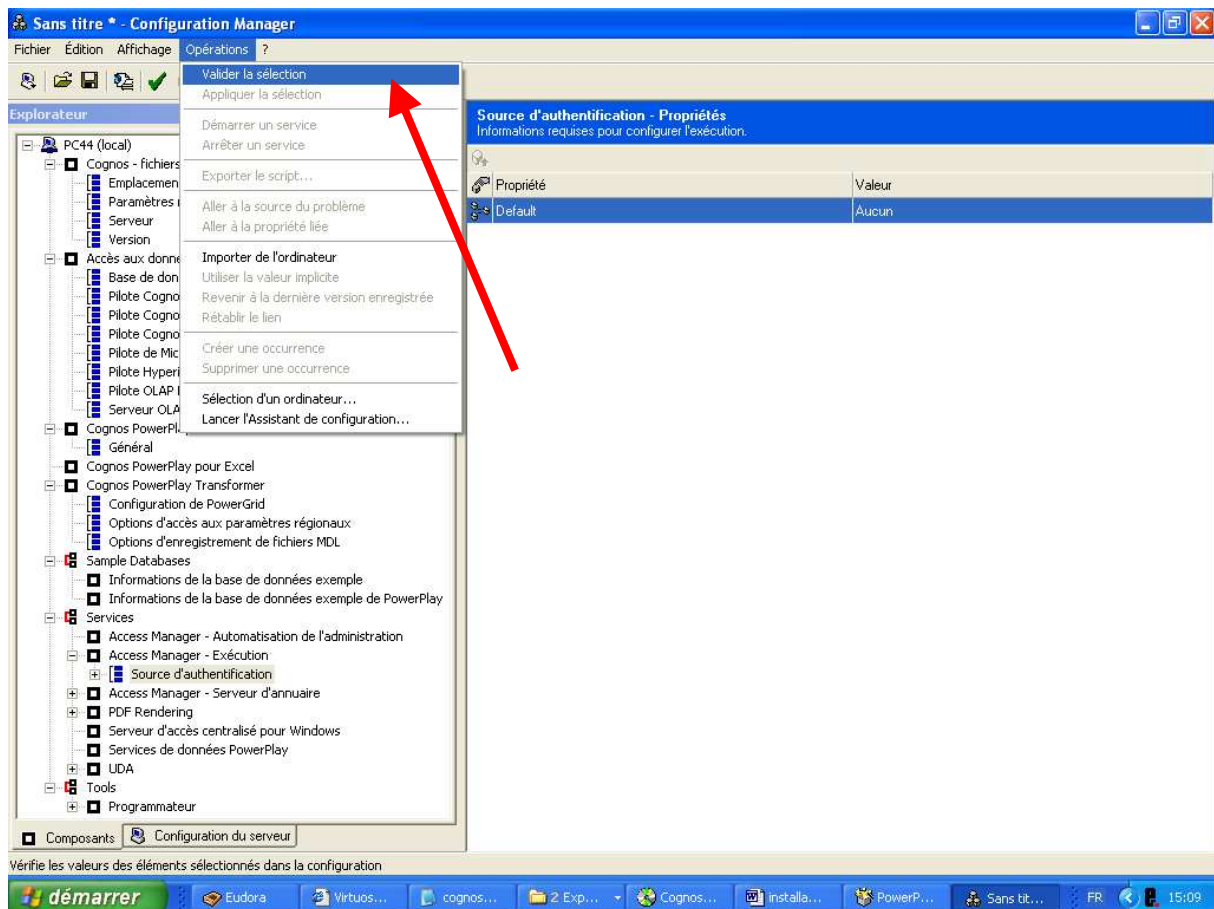 Sans titre * - Configuration Manager
Fichier Édition Affichage Opérations ?
Valider la sélection
Appliquer la sélection
Démarrer un service
Arrêter un service
Exporter le script...
Aller à la source du problème
Aller à la propriété liée
Importer de l'ordinateur
Utiliser la valeur implicite
Revenir à la dernière version enregistrée
Rétablir le lien
Créer une occurrence
Supprimer une occurrence
Sélection d'un ordinateur...
Lancer l'Assistant de configuration...
Explorateur
PC44 (local)
Cognos - fichiers
Emplacemen
Paramètres
Serveur
Version
Accès aux donne
Base de don
Pilote Cogno
Pilote Cogno
Pilote Cogno
Pilote de Mic
Pilote Hyperi
Pilote OLAP
Serveur OLA
Cognos PowerPl
Général
Cognos PowerPlay pour Excel
Cognos PowerPlay Transformer
Configuration de PowerGrid
Options d'accès aux paramètres régionaux
Options d'enregistrement de fichiers MDL
Sample Databases
Informations de la base de données exemple
Informations de la base de données exemple de PowerPlay
Services
Access Manager - Automatisation de l'administration
Access Manager - Exécution
Source d'authentification
Access Manager - Serveur d'annuaire
PDF Rendering
Serveur d'accès centralisé pour Windows
Services de données PowerPlay
UDA
Tools
Programmateur
Composants Configuration du serveur
Source d'authentification - Propriétés
Informations requises pour configurer l'exécution.
Propriété Valeur
Default Aucun
Vérifie les valeurs des éléments sélectionnés dans la configuration
démarrer Eudora Virtuos... cognos... 2 Exp... Cognos... installa... PowerP... Sans tit... FR 15:09